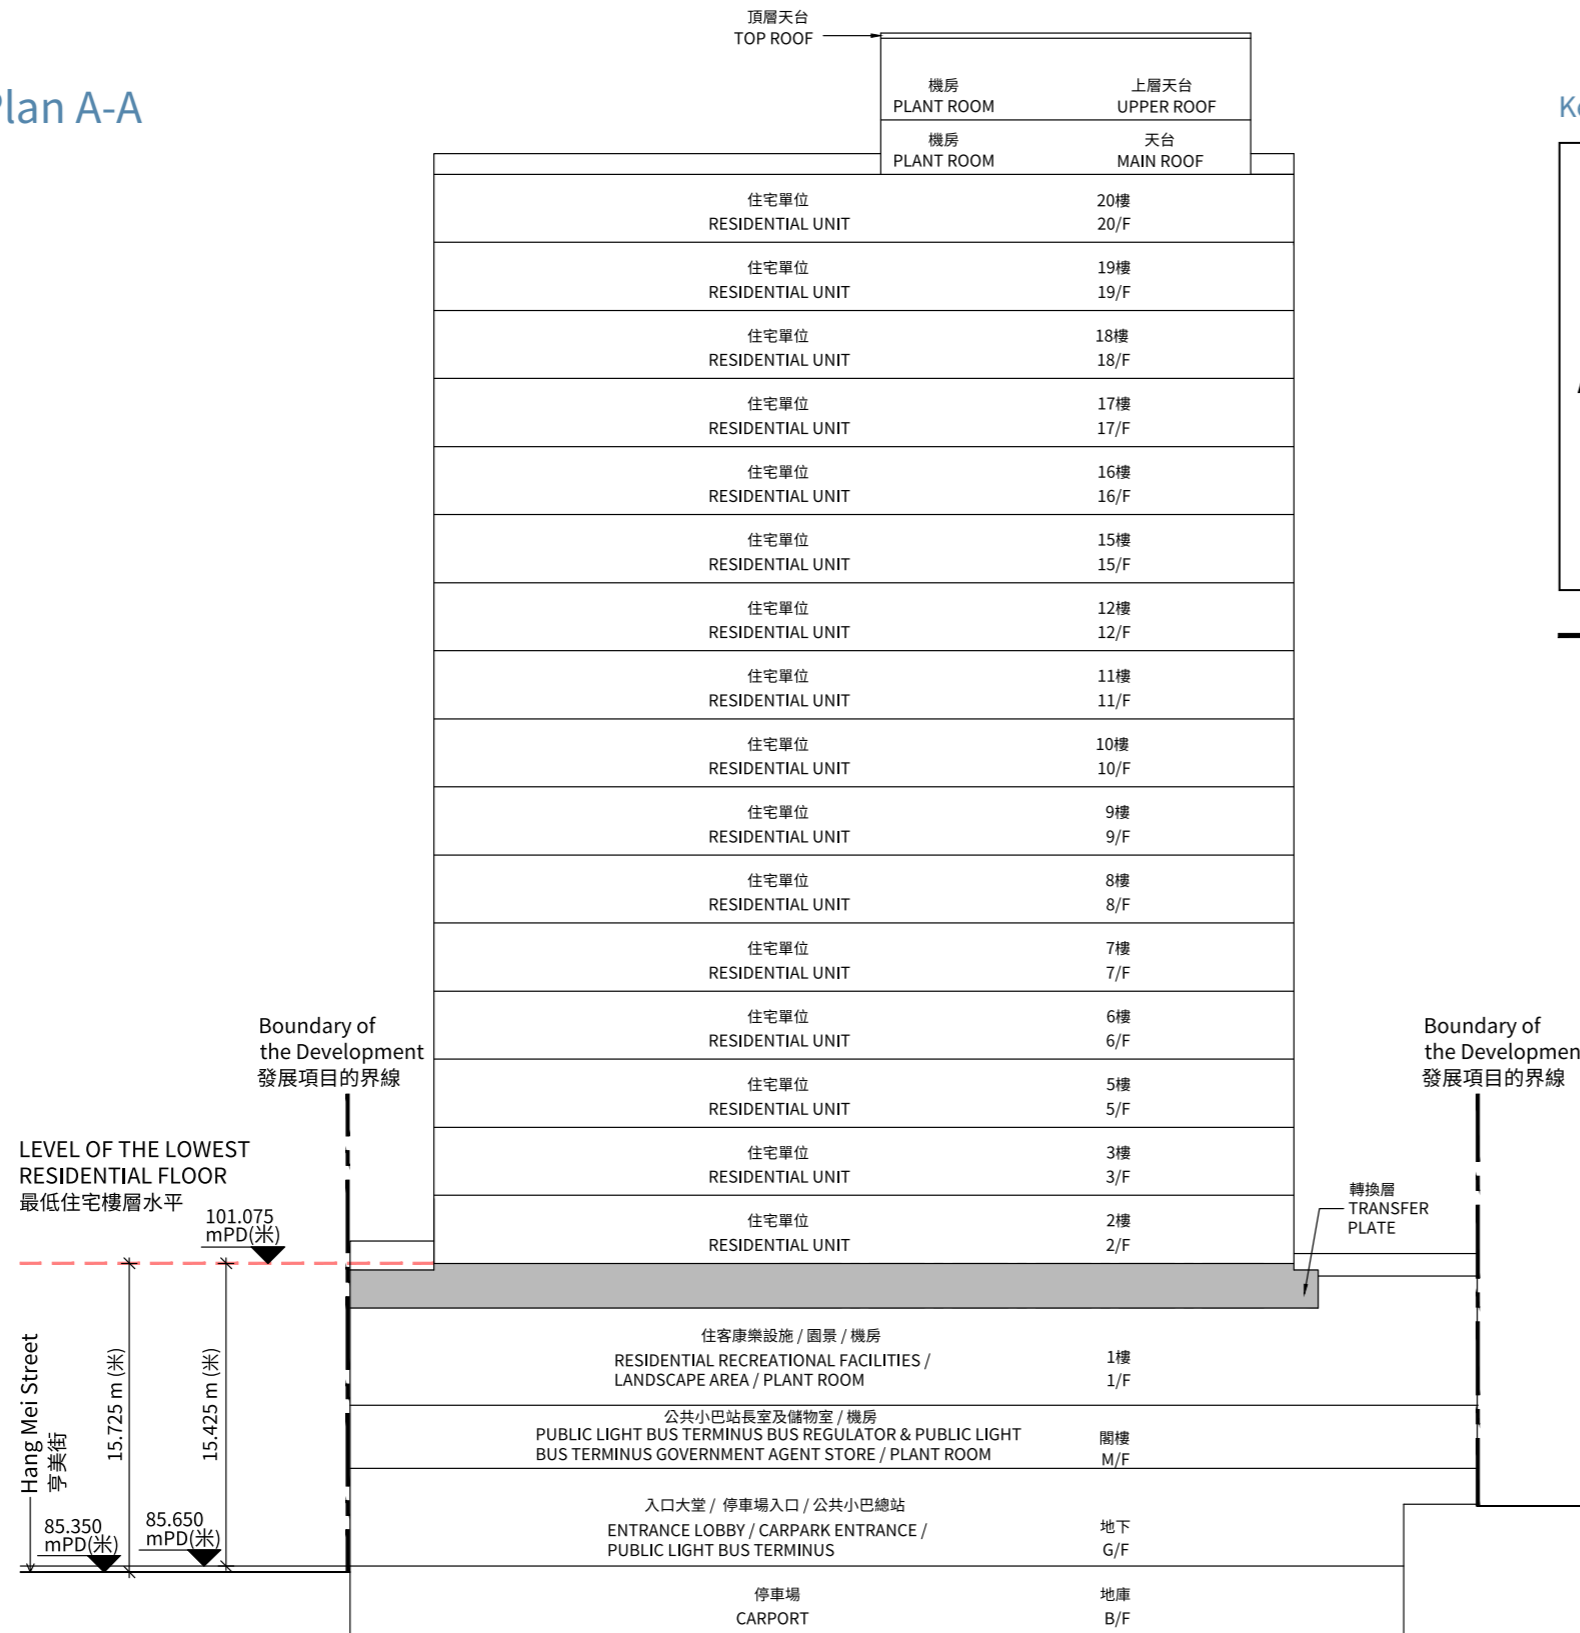 頂層天台
TOP ROOF
Plan A-A
機房
PLANT ROOM
上層天台
UPPER ROOF
機房
PLANT ROOM
天台
MAIN ROOF
住宅單位
RESIDENTIAL UNIT
20樓
20/F
住宅單位
RESIDENTIAL UNIT
19樓
19/F
住宅單位
RESIDENTIAL UNIT
18樓
18/F
住宅單位
RESIDENTIAL UNIT
17樓
17/F
住宅單位
RESIDENTIAL UNIT
16樓
16/F
住宅單位
RESIDENTIAL UNIT
15樓
15/F
住宅單位
RESIDENTIAL UNIT
12樓
12/F
住宅單位
RESIDENTIAL UNIT
11樓
11/F
住宅單位
RESIDENTIAL UNIT
10樓
10/F
住宅單位
RESIDENTIAL UNIT
9樓
9/F
住宅單位
RESIDENTIAL UNIT
8樓
8/F
住宅單位
RESIDENTIAL UNIT
7樓
7/F
住宅單位
RESIDENTIAL UNIT
6樓
6/F
住宅單位
RESIDENTIAL UNIT
5樓
5/F
住宅單位
RESIDENTIAL UNIT
3樓
3/F
住宅單位
RESIDENTIAL UNIT
2樓
2/F
Boundary of
the Development
發展項目的界線
Boundary of
the Developmen
發展項目的界線
LEVEL OF THE LOWEST
RESIDENTIAL FLOOR
最低住宅樓層水平
101.075
mPD(米)
轉換層
TRANSFER
PLATE
Hang Mei Street
亨美街
15.725 m (米)
15.425 m (米)
85.350
mPD(米)
85.650
mPD(米)
住客康樂設施 / 園景 / 機房
RESIDENTIAL RECREATIONAL FACILITIES /
LANDSCAPE AREA / PLANT ROOM
1樓
1/F
公共小巴站長室及儲物室 / 機房
PUBLIC LIGHT BUS TERMINUS BUS REGULATOR & PUBLIC LIGHT
BUS TERMINUS GOVERNMENT AGENT STORE / PLANT ROOM
閣樓
M/F
入口大堂 / 停車場入口 / 公共小巴總站
ENTRANCE LOBBY / CARPARK ENTRANCE /
PUBLIC LIGHT BUS TERMINUS
地下
G/F
停車場
CARPORT
地庫
B/F